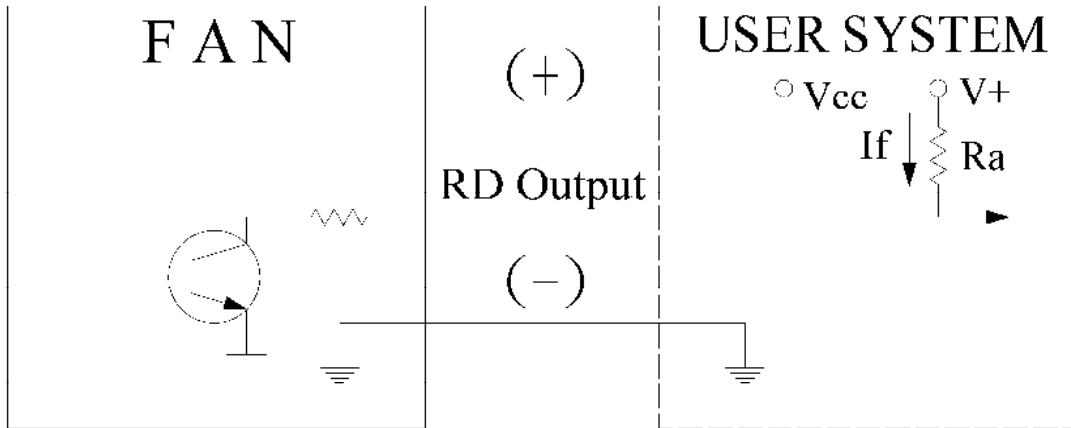 F A N
USER SYSTEM
(+)
Vcc
V+
If
Ra
RD Output
(−)